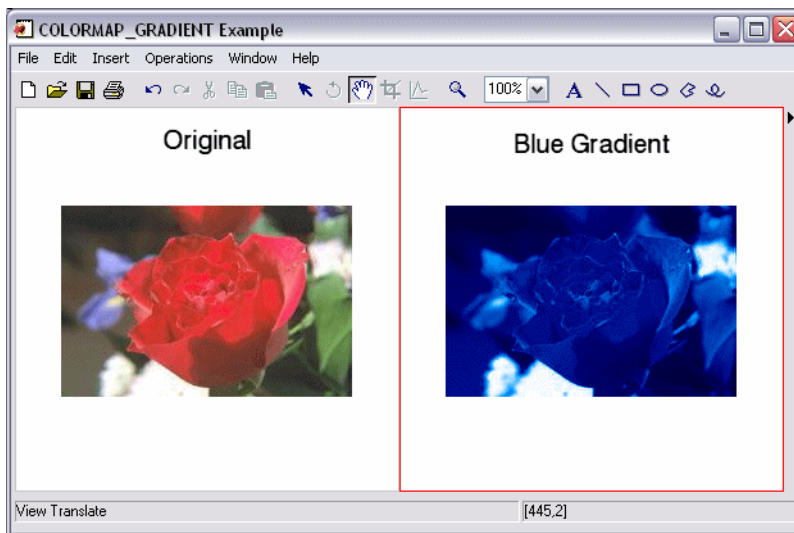 COLORMAP_GRADIENT Example
File Edit Insert Operations Window Help
100%
Original
Blue Gradient
View Translate
[445,2]